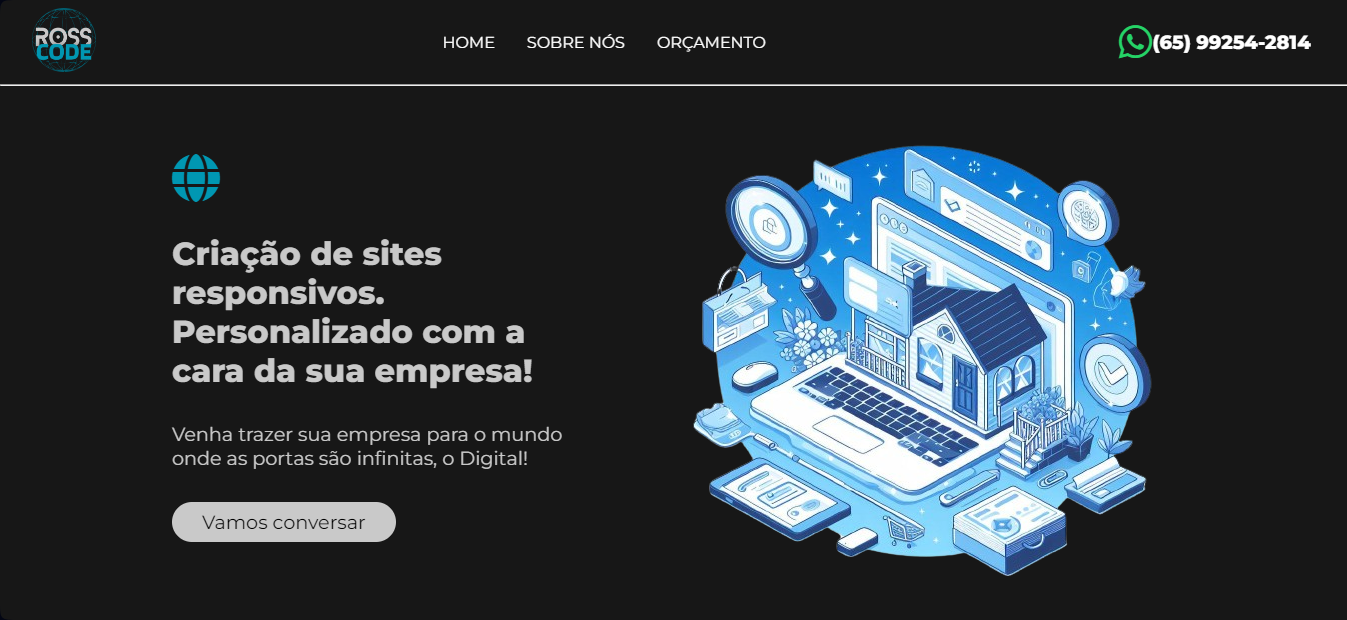 ROSS
CODE
HOME
SOBRE NÓS
ORÇAMENTO
(65) 99254-2814
Criação de sites
responsivos.
Personalizado com a
cara da sua empresa!
Venha trazer sua empresa para o mundo
onde as portas são infinitas, o Digital!
Vamos conversar